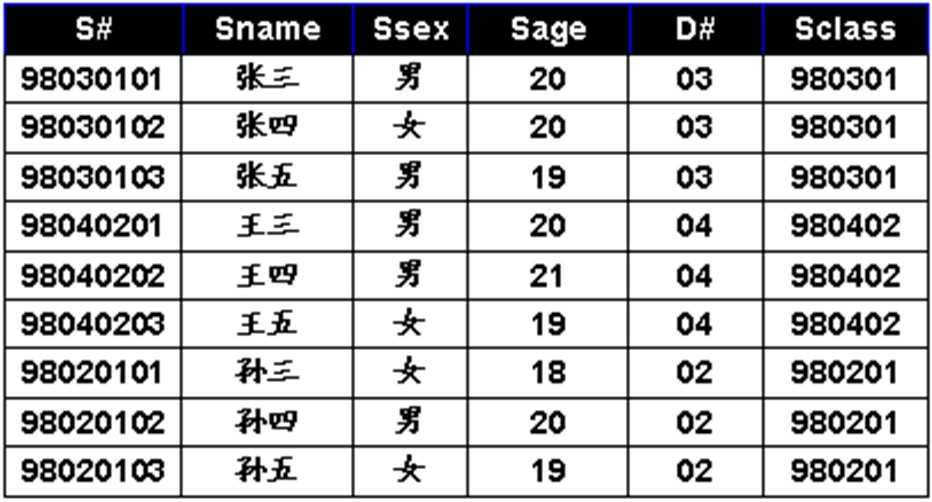 S# Sname Ssex Sage D# Sclass
98030101 张三 男 20 03 980301
98030102 张四 女 20 03 980301
98030103 张五 男 19 03 980301
98040201 王三 男 20 04 980402
98040202 王四 男 21 04 980402
98040203 王五 女 19 04 980402
98020101 孙三 女 18 02 980201
98020102 孙四 男 20 02 980201
98020103 孙五 女 19 02 980201